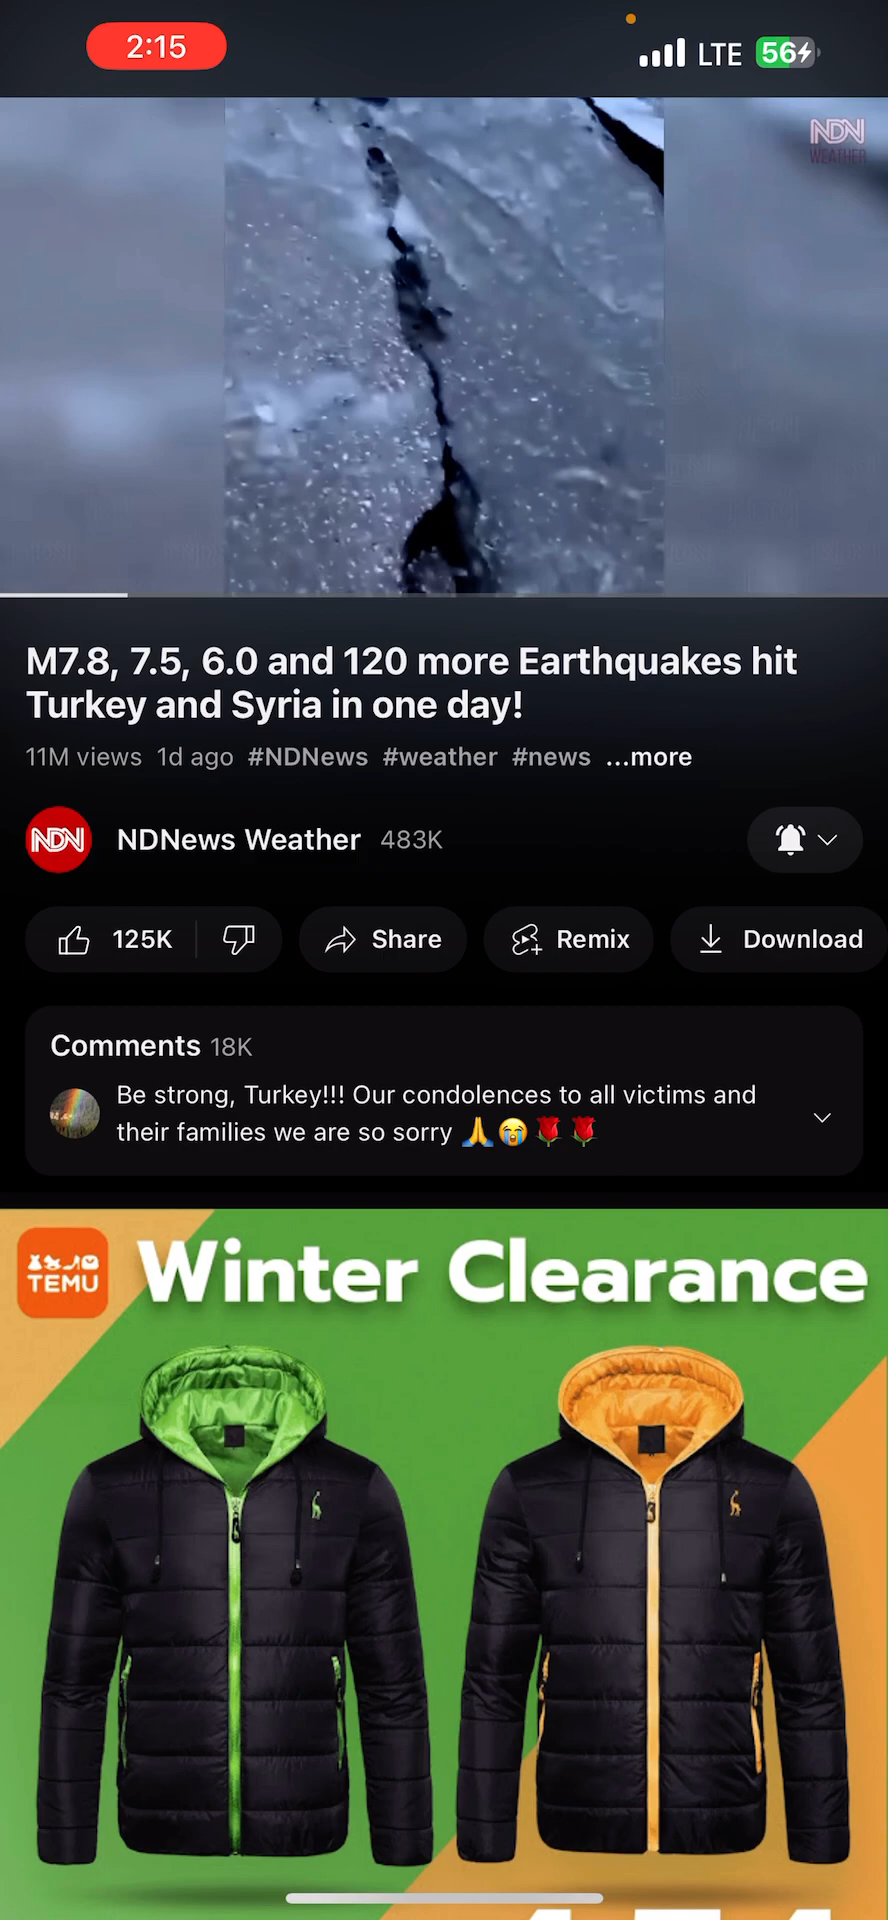 2:15
LTE 56
NDN
WEATHER
M7.8, 7.5, 6.0 and 120 more Earthquakes hit
Turkey and Syria in one day!
11M views 1d ago #NDNews #weather #news ...more
NDN NDNews Weather 483K
125K Share Remix Download
Comments 18K
Be strong, Turkey!!! Our condolences to all victims and
their families we are so sorry 🙏😭🌹🌹
TEMU Winter Clearance